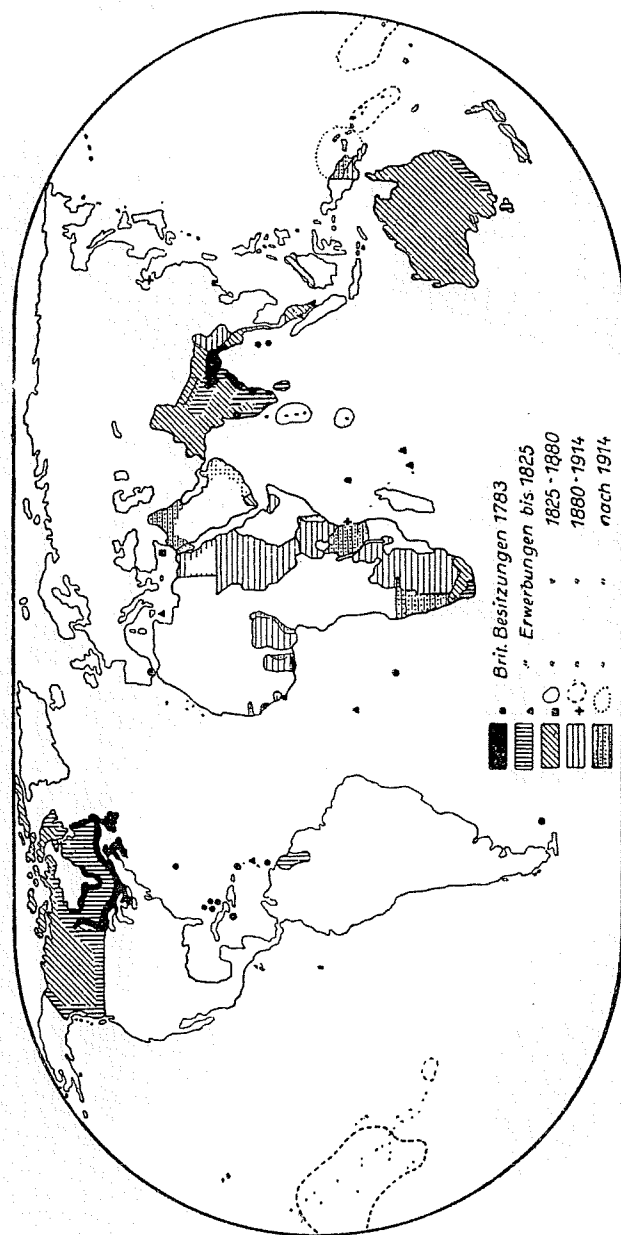 Brit. Besitzungen 1783
" Erwerbungen bis 1825
" " 1825-1880
" " 1880-1914
" " nach 1914